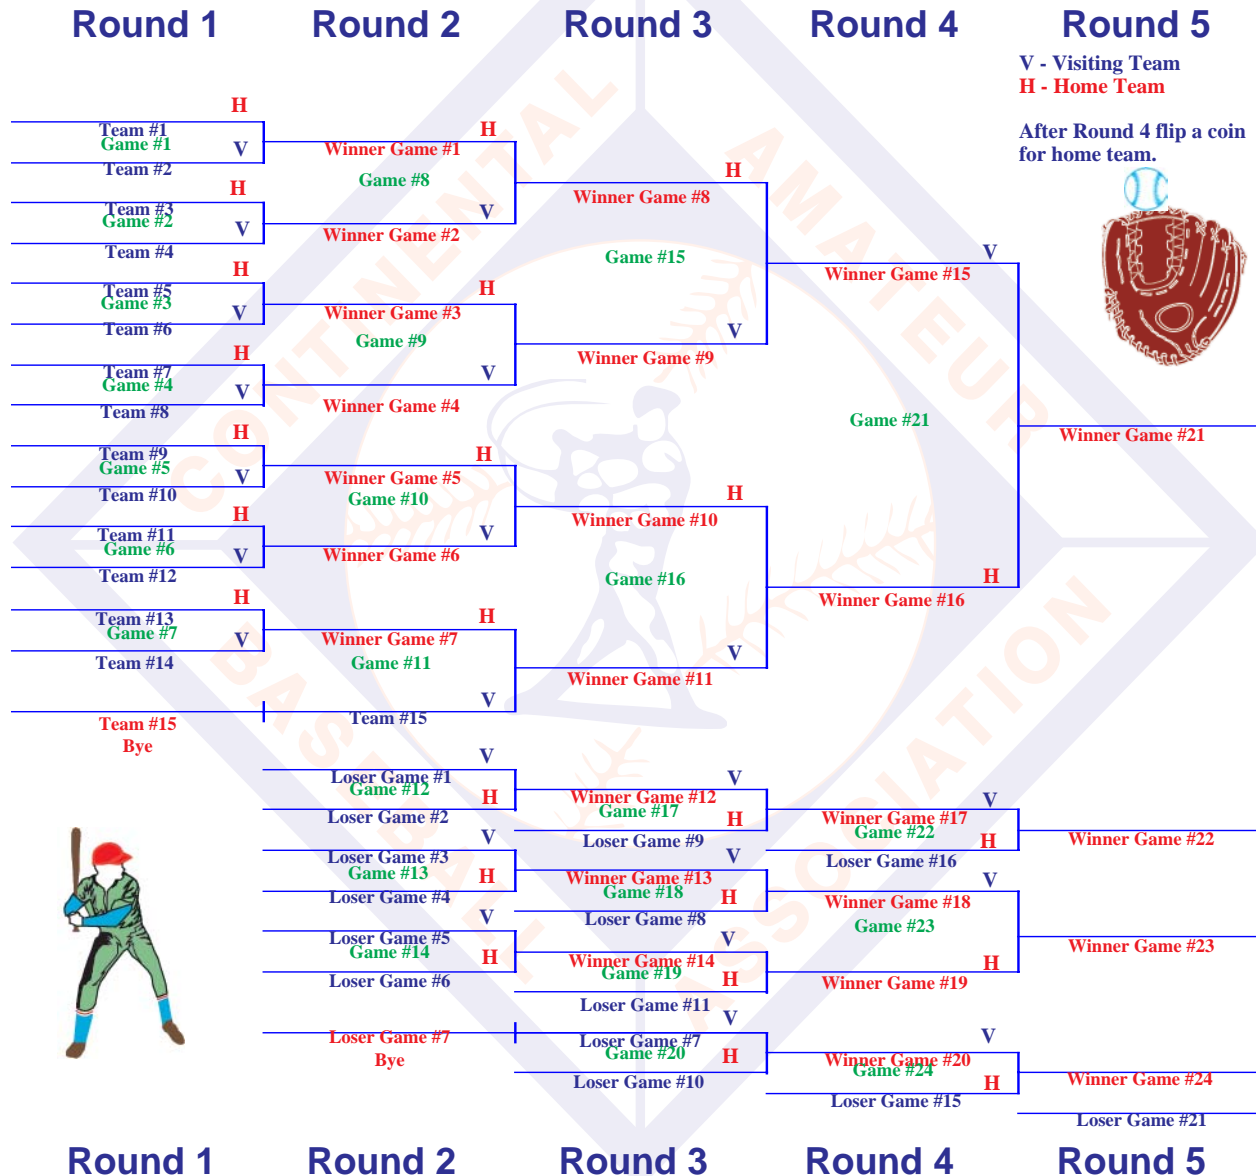 Round 1 Round 2 Round 3 Round 4 Round 5
V - Visiting Team
H - Home Team
After Round 4 flip a coin
for home team.
H
Team #1
Game #1
V
Team #2
H
Team #3
Game #2
V
Team #4
H
Team #5
Game #3
V
Team #6
H
Team #7
Game #4
V
Team #8
H
Team #9
Game #5
V
Team #10
H
Team #11
Game #6
V
Team #12
H
Team #13
Game #7
V
Team #14
Team #15
Bye
H
Winner Game #1
Game #8
V
Winner Game #2
H
Winner Game #3
Game #9
V
Winner Game #4
H
Winner Game #5
Game #10
V
Winner Game #6
H
Winner Game #7
Game #11
V
Team #15
V
Loser Game #1
Game #12
H
Loser Game #2
V
Loser Game #3
Game #13
H
Loser Game #4
V
Loser Game #5
Game #14
H
Loser Game #6
Loser Game #7
Bye
H
Winner Game #8
Game #15
V
Winner Game #9
H
Winner Game #10
Game #16
V
Winner Game #11
V
Winner Game #12
Game #17
H
Loser Game #9
V
Winner Game #13
Game #18
H
Loser Game #8
V
Winner Game #14
Game #19
H
Loser Game #11
V
Loser Game #7
Game #20
H
Loser Game #10
V
Winner Game #15
Game #21
H
Winner Game #16
V
Winner Game #17
Game #22
H
Loser Game #16
V
Winner Game #18
Game #23
H
Winner Game #19
V
Winner Game #20
Game #24
H
Loser Game #15
Winner Game #21
Winner Game #22
Winner Game #23
Winner Game #24
Loser Game #21
CONTINENTAL
AMATEUR
BASEBALL
ASSOCIATION
Round 1 Round 2 Round 3 Round 4 Round 5